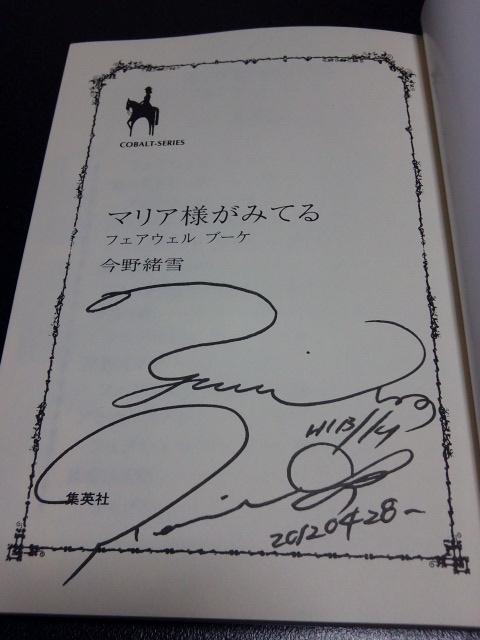 COBALT-SERIES
マリア様がみてる
フェアウェル ブーケ
今野緒雪
集英社
20120428~